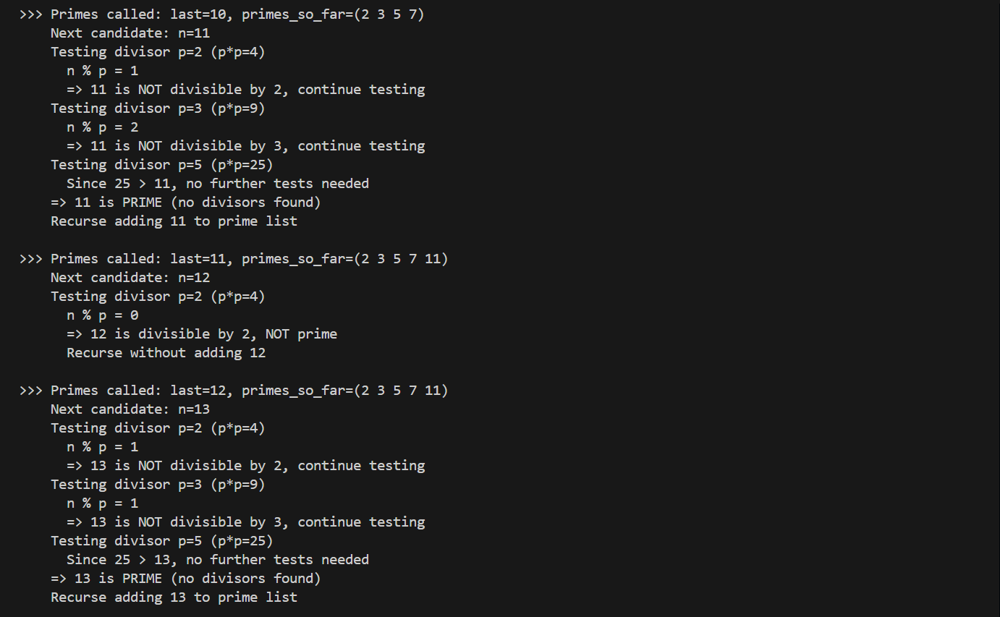 >>> Primes called: last=10, primes_so_far=(2 3 5 7)
    Next candidate: n=11
    Testing divisor p=2 (p*p=4)
      n % p = 1
      => 11 is NOT divisible by 2, continue testing
    Testing divisor p=3 (p*p=9)
      n % p = 2
      => 11 is NOT divisible by 3, continue testing
    Testing divisor p=5 (p*p=25)
      Since 25 > 11, no further tests needed
    => 11 is PRIME (no divisors found)
    Recurse adding 11 to prime list

>>> Primes called: last=11, primes_so_far=(2 3 5 7 11)
    Next candidate: n=12
    Testing divisor p=2 (p*p=4)
      n % p = 0
      => 12 is divisible by 2, NOT prime
      Recurse without adding 12

>>> Primes called: last=12, primes_so_far=(2 3 5 7 11)
    Next candidate: n=13
    Testing divisor p=2 (p*p=4)
      n % p = 1
      => 13 is NOT divisible by 2, continue testing
    Testing divisor p=3 (p*p=9)
      n % p = 1
      => 13 is NOT divisible by 3, continue testing
    Testing divisor p=5 (p*p=25)
      Since 25 > 13, no further tests needed
    => 13 is PRIME (no divisors found)
    Recurse adding 13 to prime list